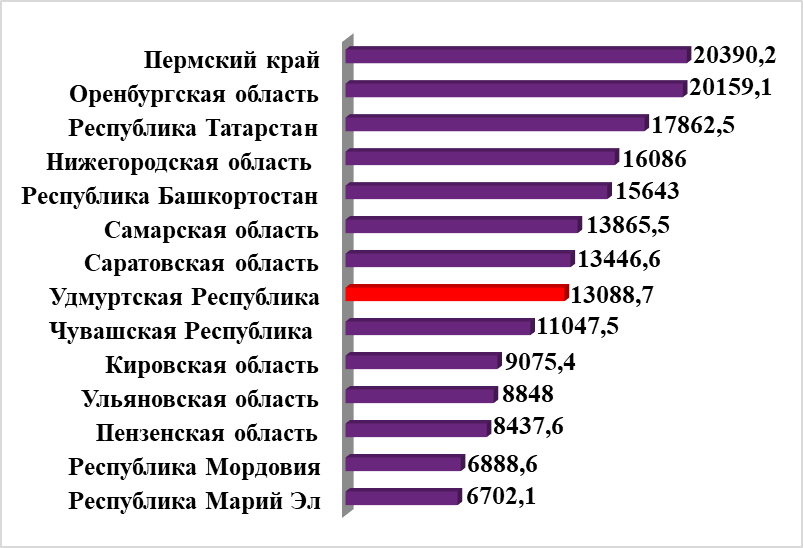 Пермский край 20390,2
Оренбургская область 20159,1
Республика Татарстан 17862,5
Нижегородская область 16086
Республика Башкортостан 15643
Самарская область 13865,5
Саратовская область 13446,6
Удмуртская Республика 13088,7
Чувашская Республика 11047,5
Кировская область 9075,4
Ульяновская область 8848
Пензенская область 8437,6
Республика Мордовия 6888,6
Республика Марий Эл 6702,1